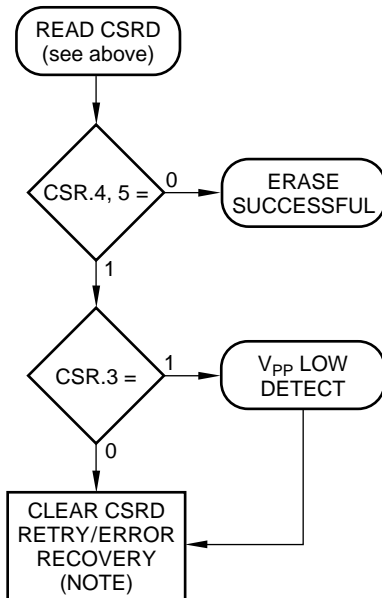 READ CSRD
(see above)
CSR.4, 5 =
0
ERASE
SUCCESSFUL
1
CSR.3 =
1
VPP LOW
DETECT
0
CLEAR CSRD
RETRY/ERROR
RECOVERY
(NOTE)